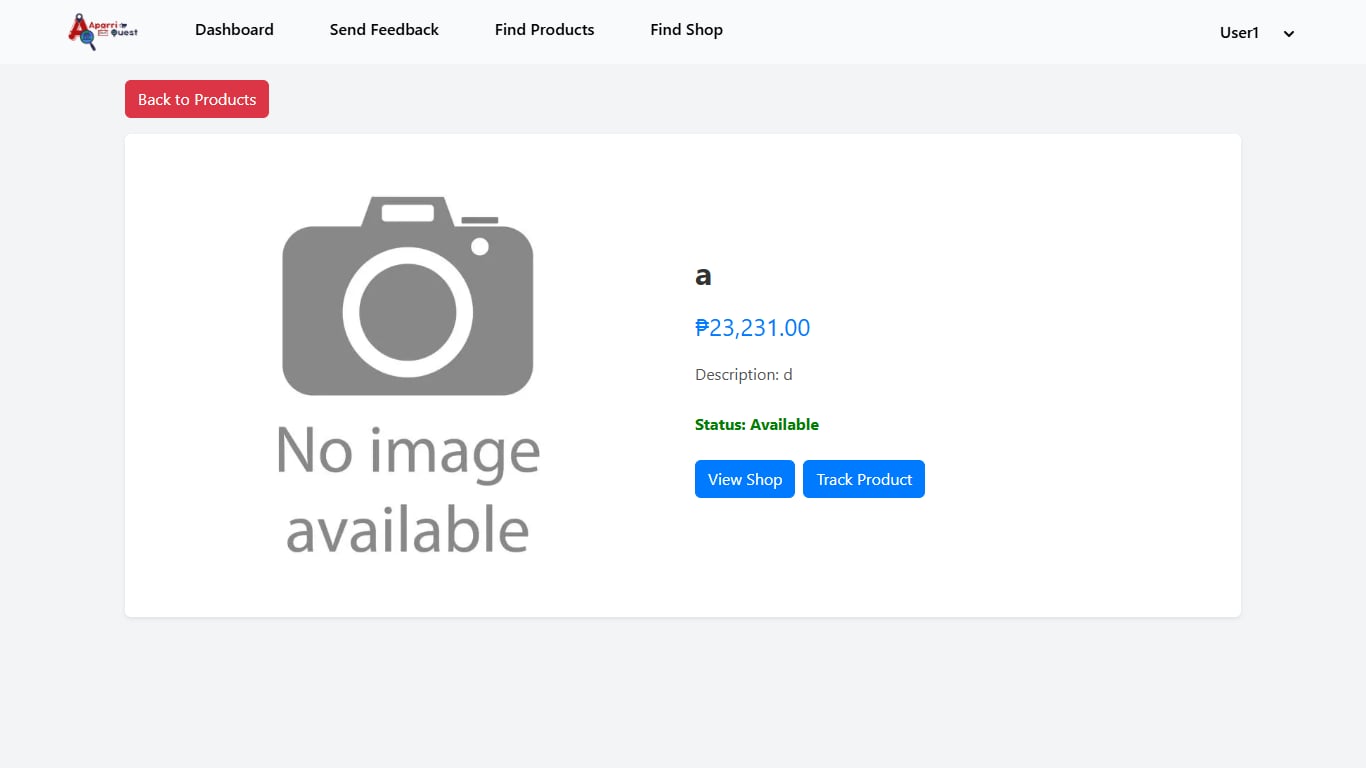 Aparri
Quest
Dashboard
Send Feedback
Find Products
Find Shop
User1
Back to Products
No image
available
a
₱23,231.00
Description: d
Status: Available
View Shop
Track Product